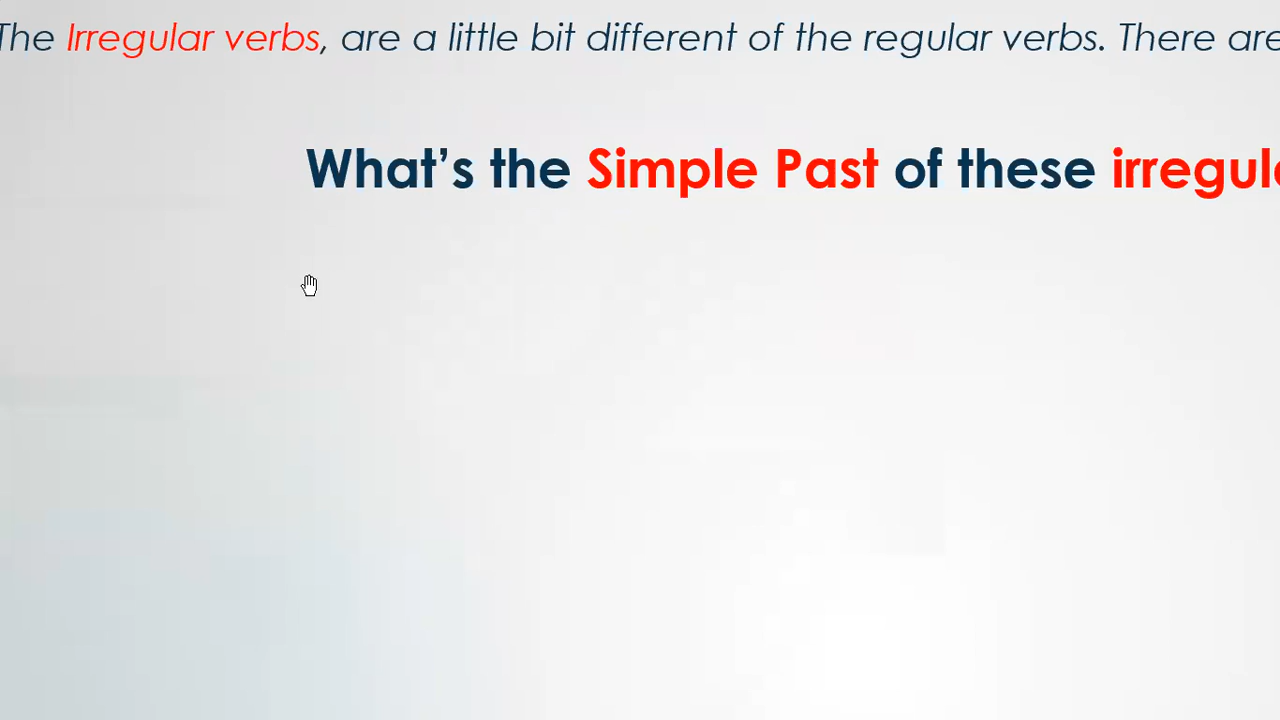 The Irregular verbs, are a little bit different of the regular verbs. There are
What’s the Simple Past of these irregul